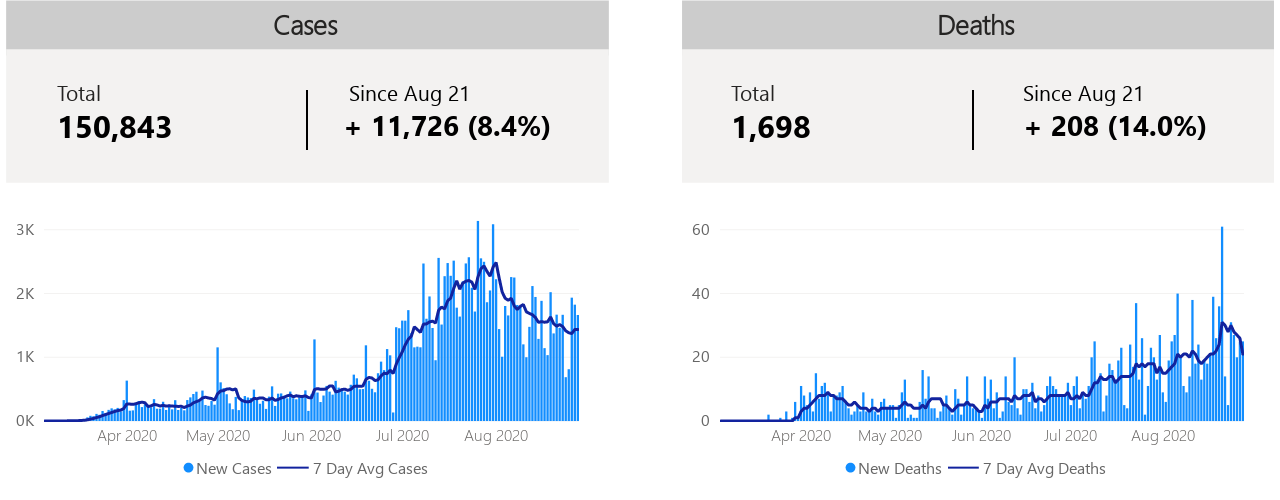 Cases
Total
150,843
Since Aug 21
+ 11,726 (8.4%)
3K
2K
1K
0K
Apr 2020 May 2020 Jun 2020 Jul 2020 Aug 2020
New Cases 7 Day Avg Cases
Deaths
Total
1,698
Since Aug 21
+ 208 (14.0%)
60
40
20
0
Apr 2020 May 2020 Jun 2020 Jul 2020 Aug 2020
New Deaths 7 Day Avg Deaths